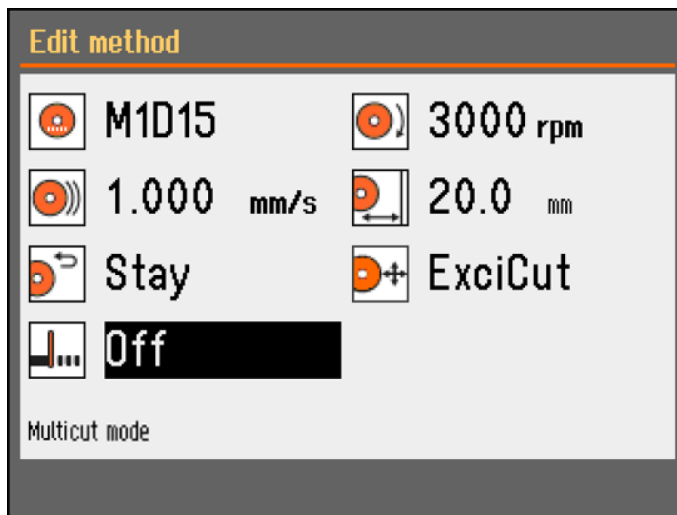 Edit method
M1D15 3000 rpm
1.000 mm/s 20.0 mm
Stay ExciCut
Off
Multicut mode